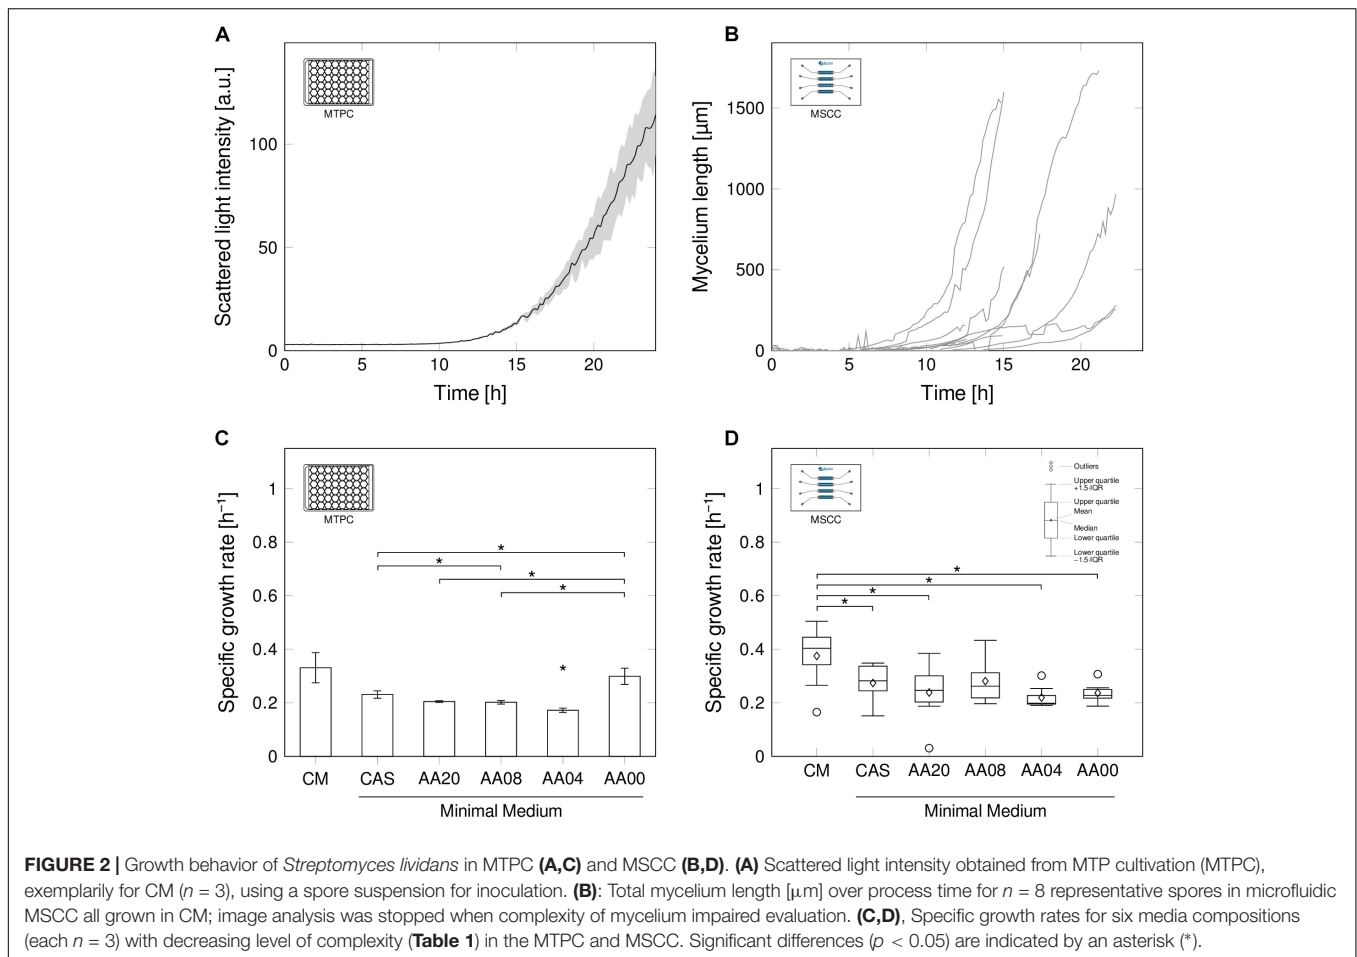 A
Scattered light intensity [a.u.]
100
50
0
0 5 10 15 20
Time [h]
MTPC
B
Mycelium length [µm]
1500
1000
500
0
0 5 10 15 20
Time [h]
MSCC
C
Specific growth rate [h−1]
1
0.8
0.6
0.4
0.2
0
MTPC
*
*
*
*
*
CM CAS AA20 AA08 AA04 AA00
Minimal Medium
D
Specific growth rate [h−1]
1
0.8
0.6
0.4
0.2
0
MSCC
Outliers
Upper quartile
+1.5·IQR
Upper quartile
Mean
Median
Lower quartile
Lower quartile
−1.5·IQR
*
*
*
*
CM CAS AA20 AA08 AA04 AA00
Minimal Medium
FIGURE 2 | Growth behavior of Streptomyces lividans in MTPC (A,C) and MSCC (B,D). (A) Scattered light intensity obtained from MTP cultivation (MTPC),
exemplarily for CM (n = 3), using a spore suspension for inoculation. (B): Total mycelium length [µm] over process time for n = 8 representative spores in microfluidic
MSCC all grown in CM; image analysis was stopped when complexity of mycelium impaired evaluation. (C,D), Specific growth rates for six media compositions
(each n = 3) with decreasing level of complexity (Table 1) in the MTPC and MSCC. Significant differences (p < 0.05) are indicated by an asterisk (*).